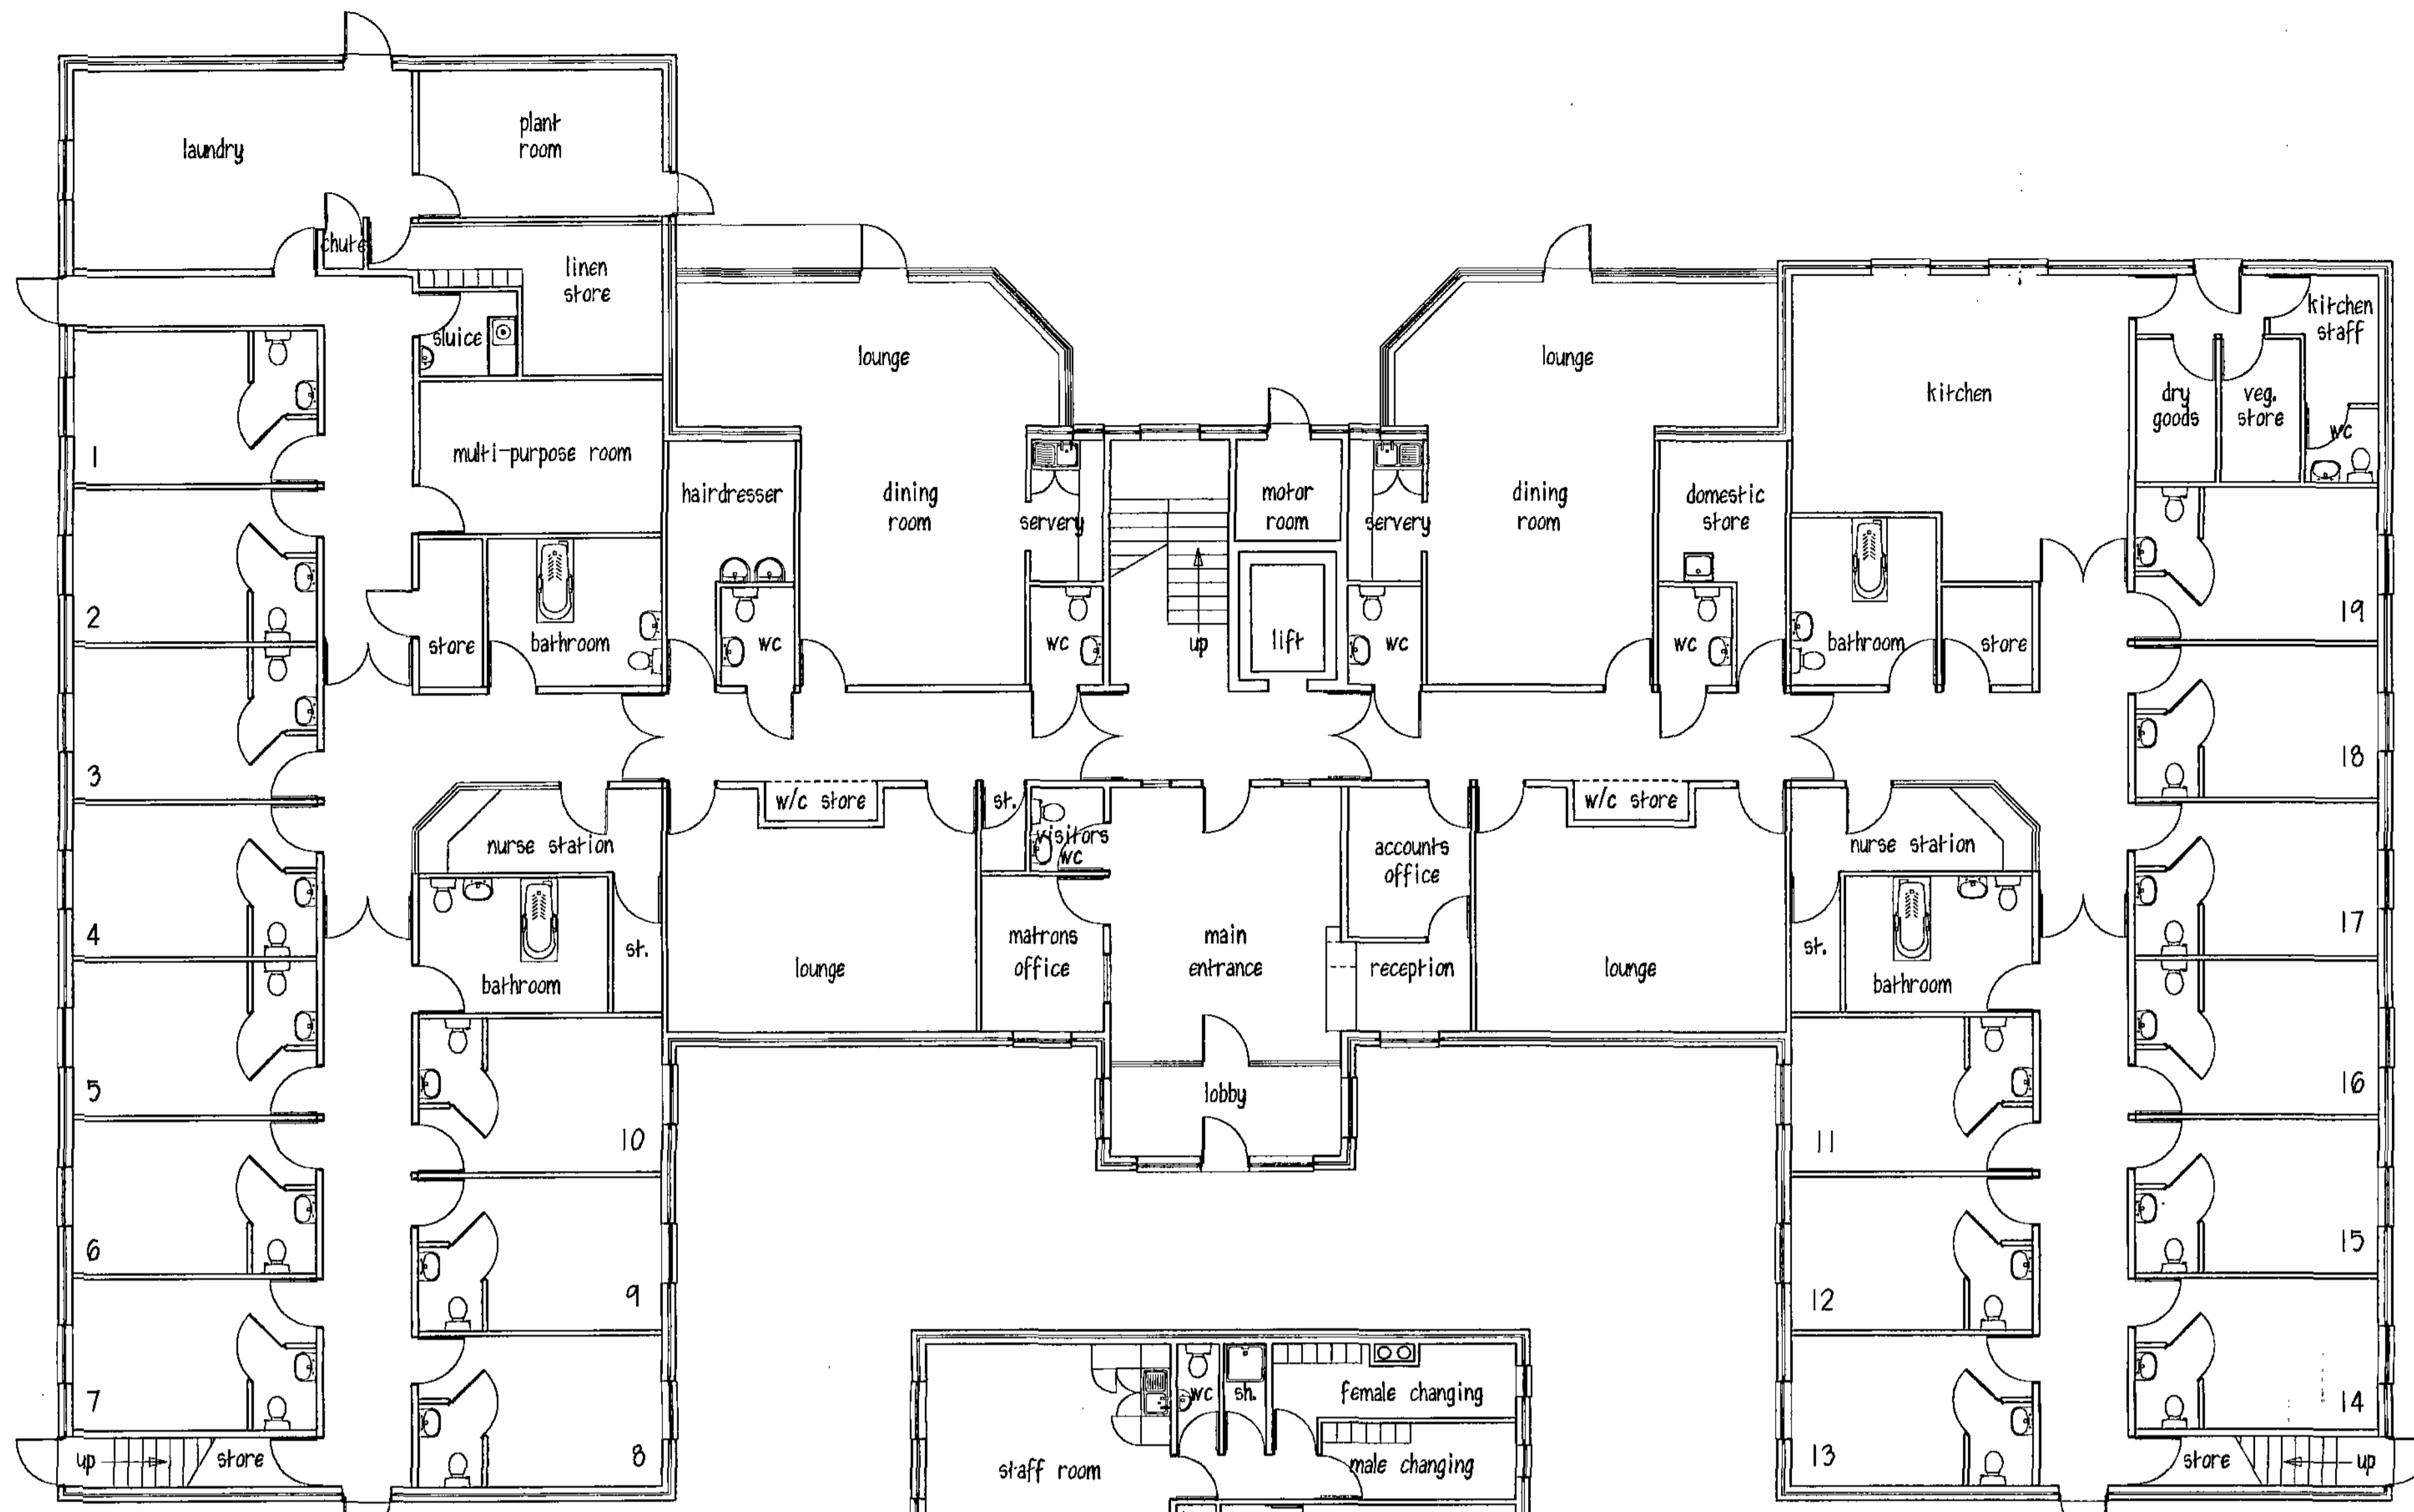 laundry
plant
room
chute
linen
store
sluice
lounge
lounge
kitchen
staff
kitchen
dry
goods
veg.
store
wc
1
multi-purpose room
hairdresser
dining
room
servery
motor
room
servery
dining
room
domestic
store
2
store
bathroom
wc
wc
up
lift
wc
wc
bathroom
store
19
3
18
w/c store
st.
visitors
wc
w/c store
nurse station
accounts
office
nurse station
4
st.
lounge
matrons
office
main
entrance
reception
lounge
st.
17
bathroom
bathroom
5
lobby
16
10
11
6
15
9
12
7
wc
sh.
female changing
14
up
store
8
staff room
male changing
13
store
up